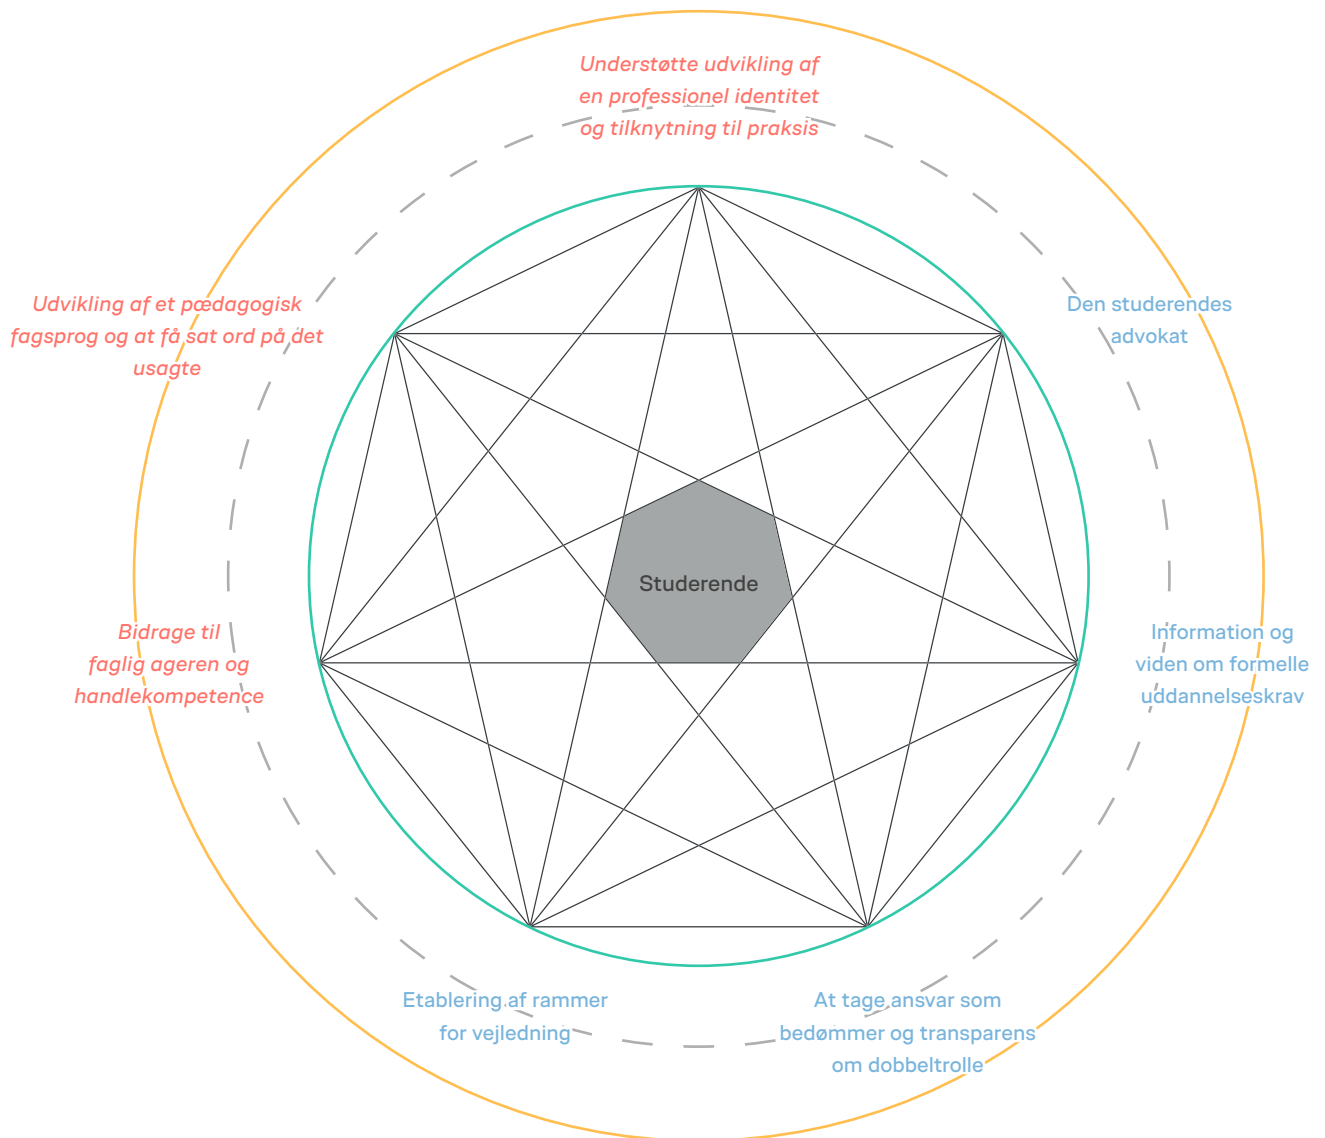 Understøtte udvikling af
en professionel identitet
og tilknytning til praksis
Udvikling af et pædagogisk
fagsprog og at få sat ord på det
usagte
Den studerendes
advokat
Studerende
Bidrage til
faglig ageren og
handlekompetence
Information og
viden om formelle
uddannelseskrav
Etablering af rammer
for vejledning
At tage ansvar som
bedømmer og transparens
om dobbeltrolle